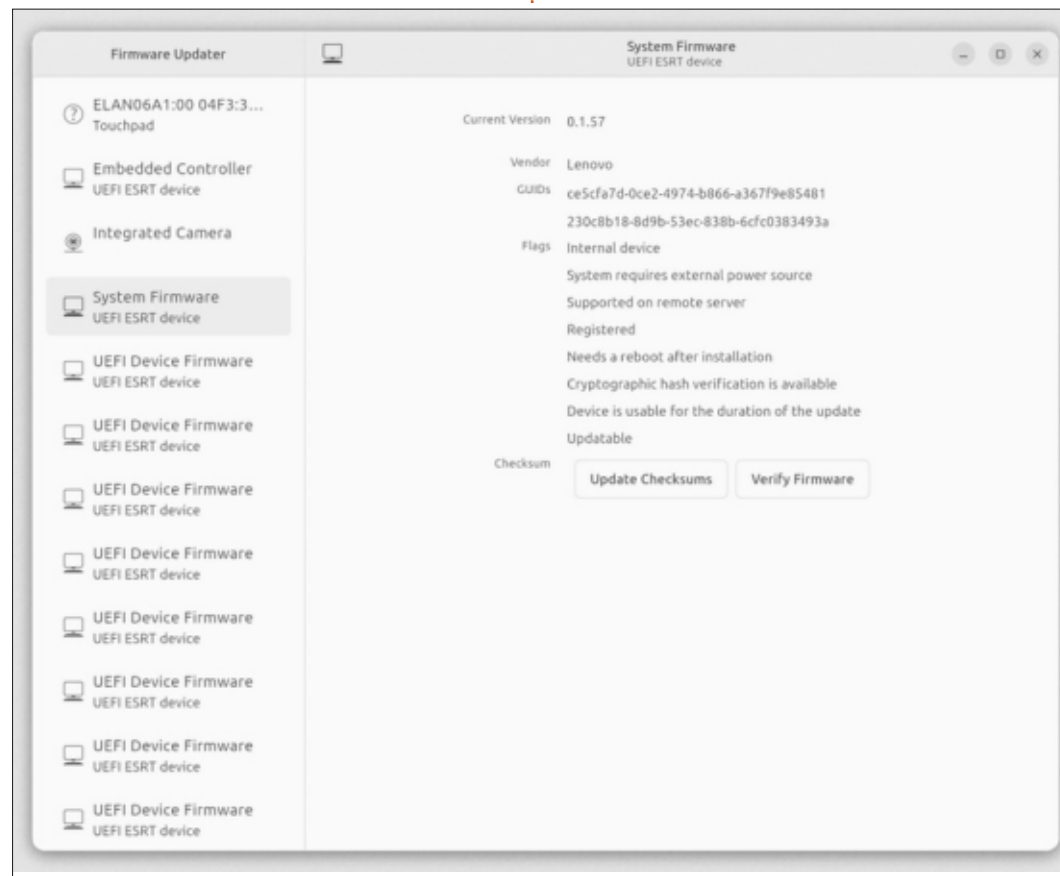 Firmware Updater
ELAN06A1:00 04F3:3...
Touchpad
Embedded Controller
UEFI ESRT device
Integrated Camera
System Firmware
UEFI ESRT device
UEFI Device Firmware
UEFI ESRT device
UEFI Device Firmware
UEFI ESRT device
UEFI Device Firmware
UEFI ESRT device
UEFI Device Firmware
UEFI ESRT device
UEFI Device Firmware
UEFI ESRT device
UEFI Device Firmware
UEFI ESRT device
UEFI Device Firmware
UEFI ESRT device
UEFI Device Firmware
UEFI ESRT device
System Firmware
UEFI ESRT device
Current Version 0.1.57
Vendor Lenovo
GUIDs ce5cfa7d-0ce2-4974-b866-a367f9e85481
230c8b18-8d9b-53ec-838b-6cfc0383493a
Flags Internal device
System requires external power source
Supported on remote server
Registered
Needs a reboot after installation
Cryptographic hash verification is available
Device is usable for the duration of the update
Updatable
Checksum
Update Checksums Verify Firmware